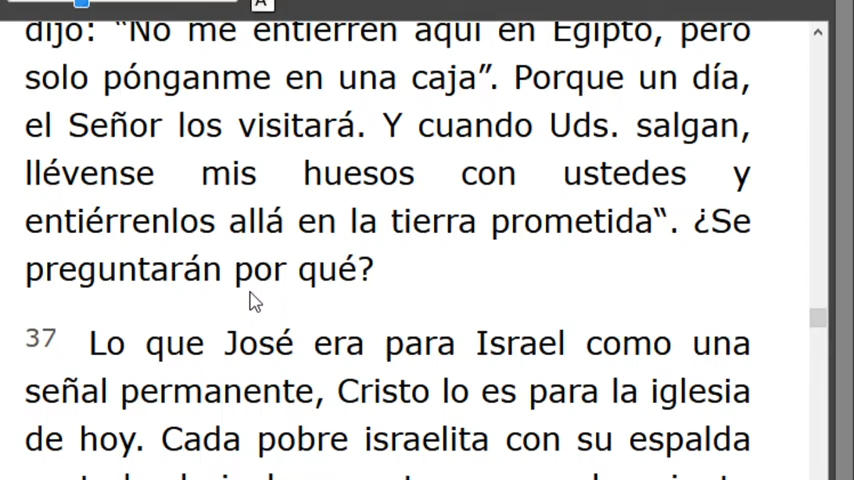 A
dijo: “No me entierren aquí en Egipto, pero
solo pónganme en una caja”. Porque un día,
el Señor los visitará. Y cuando Uds. salgan,
llévense mis huesos con ustedes y
entiérrenlos allá en la tierra prometida“. ¿Se
preguntarán por qué?
37 Lo que José era para Israel como una
señal permanente, Cristo lo es para la iglesia
de hoy. Cada pobre israelita con su espalda